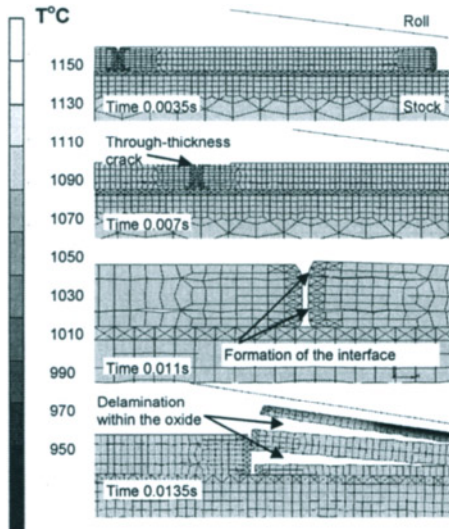 T°C
Roll
1150
1130
Time 0.0035s
Stock
1110
Through-thickness
crack
1090
1070
Time 0.007s
1050
1030
1010
Formation of the interface
990
Time 0.011s
970
Delamination
within the oxide
950
Time 0.0135s